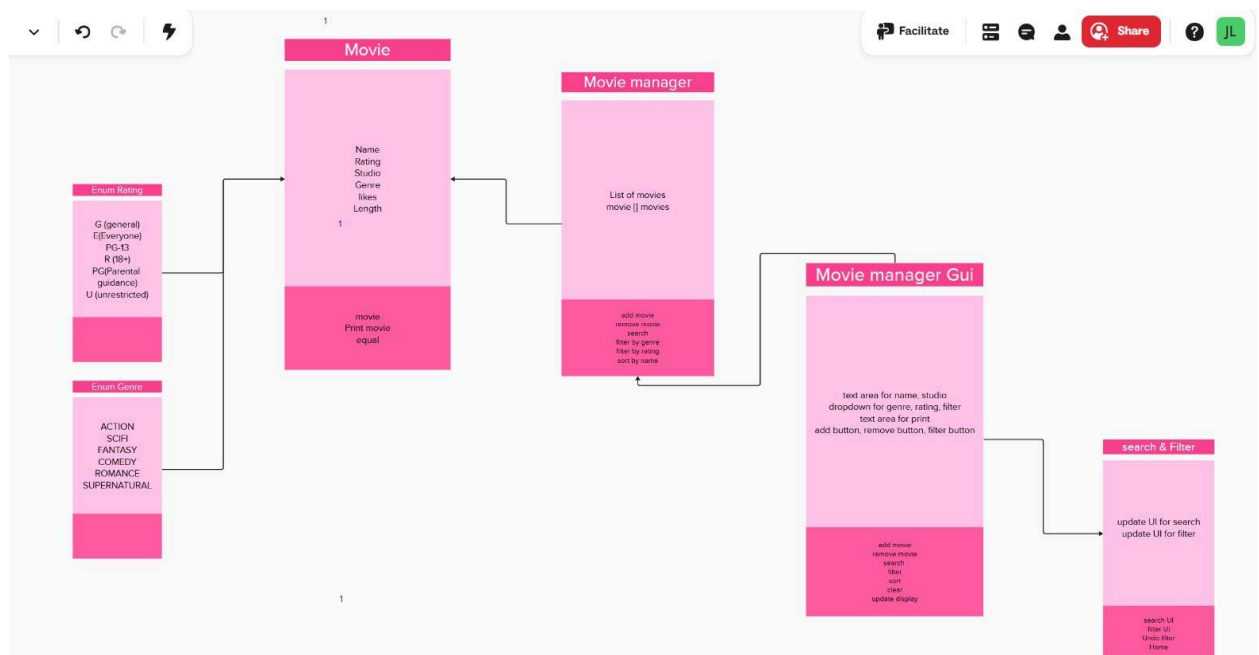 1
Facilitate
Share
JL
Movie
Name
Rating
Studio
Genre
likes
Length
1
movie
Print movie
equal
Movie manager
List of movies
movie [] movies
add movie
remove movie
search
filter by genre
filter by rating
sort by name
Enum Rating
G (general)
E(Everyone)
PG-13
R (18+)
PG(Parental
guidance)
U (unrestricted)
Enum Genre
ACTION
SCIFI
FANTASY
COMEDY
ROMANCE
SUPERNATURAL
Movie manager Gui
text area for name, studio
dropdown for genre, rating, filter
text area for print
add button, remove button, filter button
add movie
remove movie
search
filter
sort
clear
update display
search & Filter
update UI for search
update UI for filter
search UI
filter Ui
Undo filter
Home
1